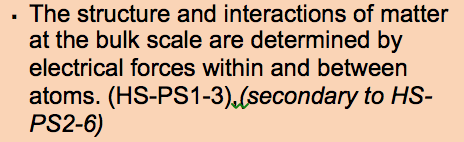 ▪ The structure and interactions of matter
at the bulk scale are determined by
electrical forces within and between
atoms. (HS-PS1-3),(secondary to HS-
PS2-6)